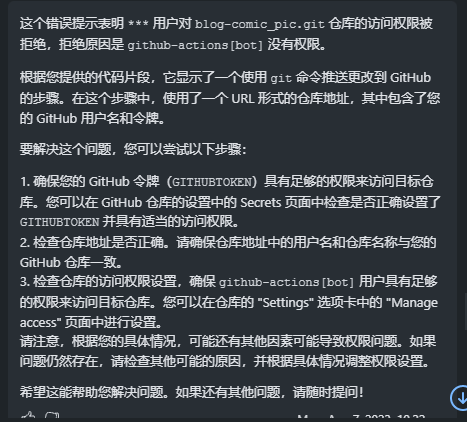 这个错误提示表明 *** 用户对 blog-comic_pic.git 仓库的访问权限被
拒绝，拒绝原因是 github-actions[bot] 没有权限。
根据您提供的代码片段，它显示了一个使用 git 命令推送更改到 GitHub
的步骤。在这个步骤中，使用了一个 URL 形式的仓库地址，其中包含了您
的 GitHub 用户名和令牌。
要解决这个问题，您可以尝试以下步骤：
1. 确保您的 GitHub 令牌（GITHUBTOKEN）具有足够的权限来访问目标仓
库。您可以在 GitHub 仓库的设置中的 Secrets 页面中检查是否正确设置了
GITHUBTOKEN 并具有适当的访问权限。
2. 检查仓库地址是否正确。请确保仓库地址中的用户名和仓库名称与您的
GitHub 仓库一致。
3. 检查仓库的访问权限设置，确保 github-actions[bot] 用户具有足够
的权限来访问目标仓库。您可以在仓库的 "Settings" 选项卡中的 "Manage
access" 页面中进行设置。
请注意，根据您的具体情况，可能还有其他因素可能导致权限问题。如果
问题仍然存在，请检查其他可能的原因，并根据具体情况调整权限设置。
希望这能帮助您解决问题。如果还有其他问题，请随时提问！